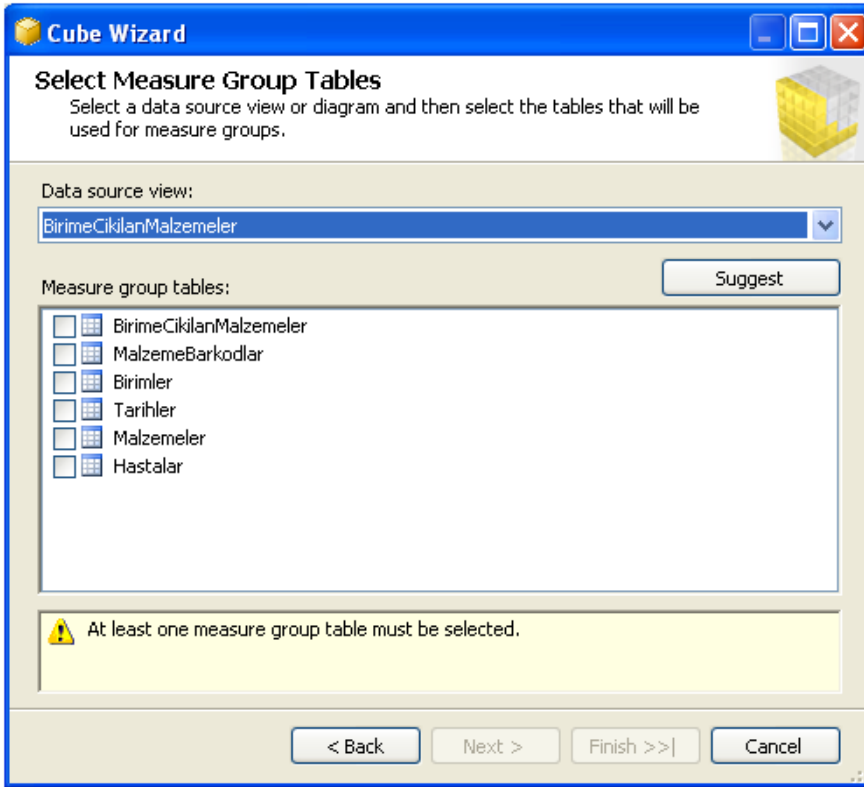 Cube Wizard
Select Measure Group Tables
Select a data source view or diagram and then select the tables that will be
used for measure groups.
Data source view:
BirimeCikilanMalzemeler
Suggest
Measure group tables:
BirimeCikilanMalzemeler
MalzemeBarkodlar
Birimler
Tarihler
Malzemeler
Hastalar
At least one measure group table must be selected.
< Back
Next >
Finish >>|
Cancel